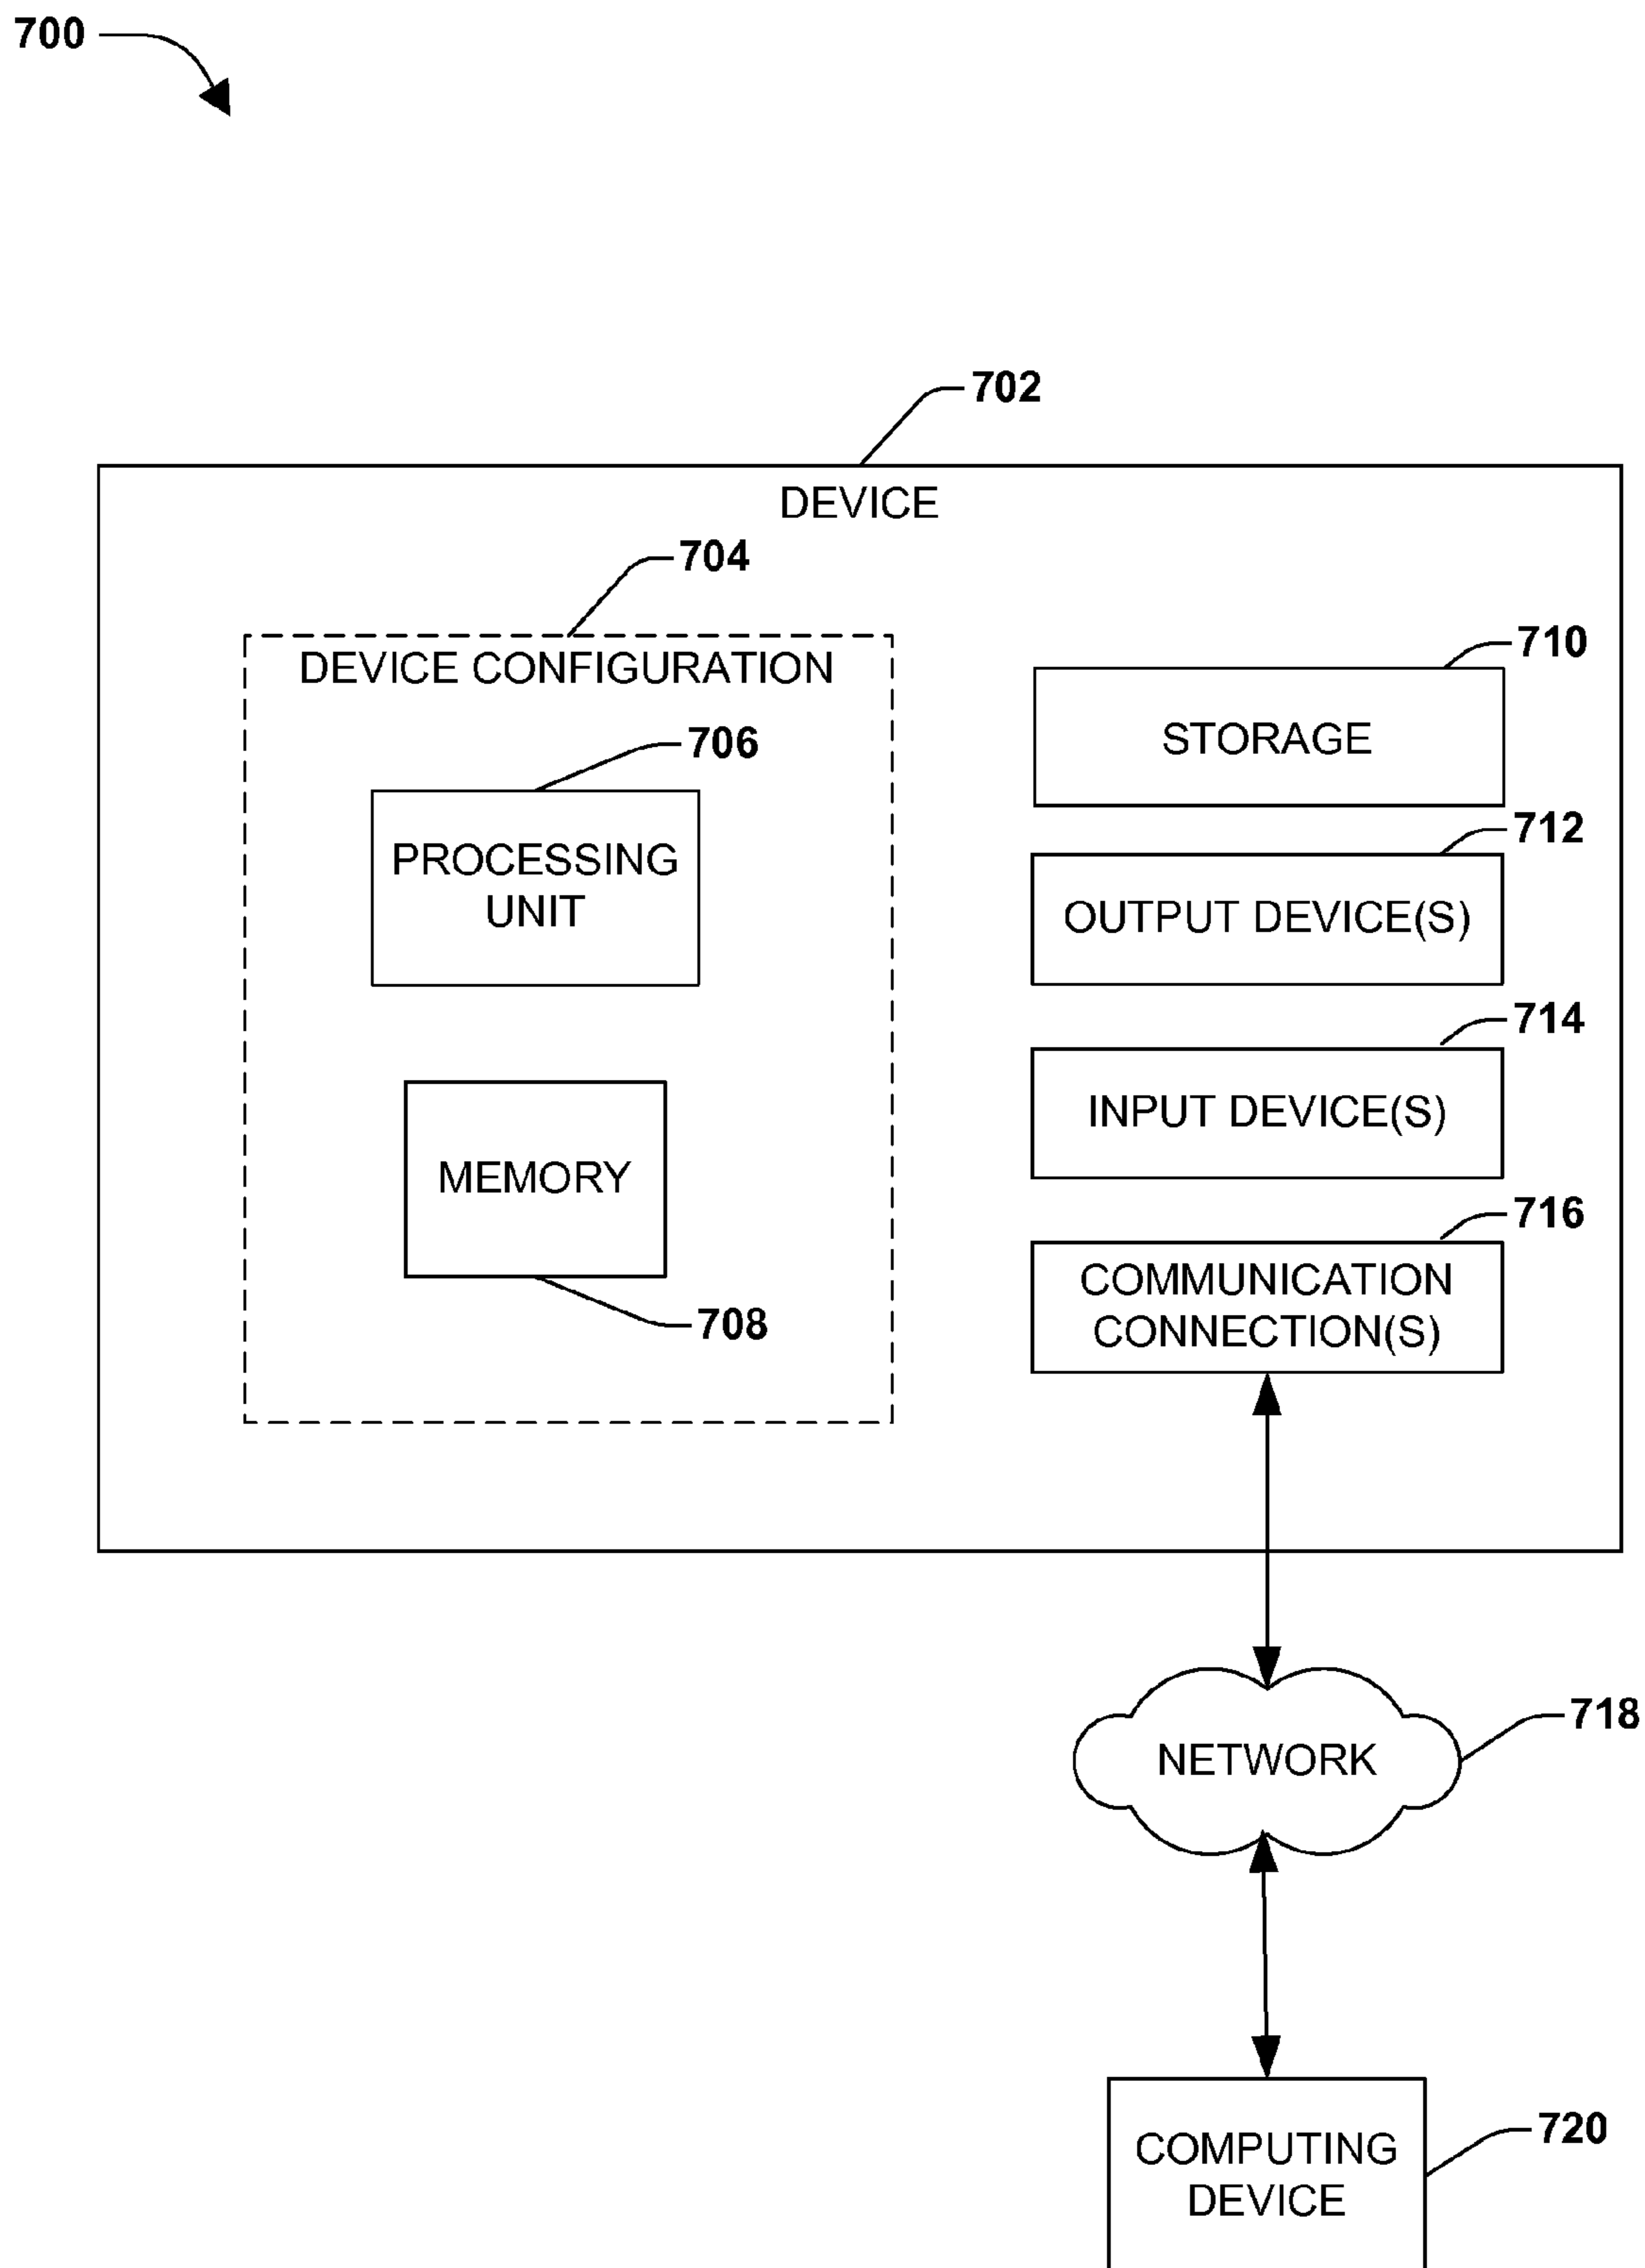 700
702
DEVICE
704
DEVICE CONFIGURATION
706
PROCESSING
UNIT
MEMORY
708
710
STORAGE
712
OUTPUT DEVICE(S)
714
INPUT DEVICE(S)
716
COMMUNICATION
CONNECTION(S)
718
NETWORK
720
COMPUTING
DEVICE